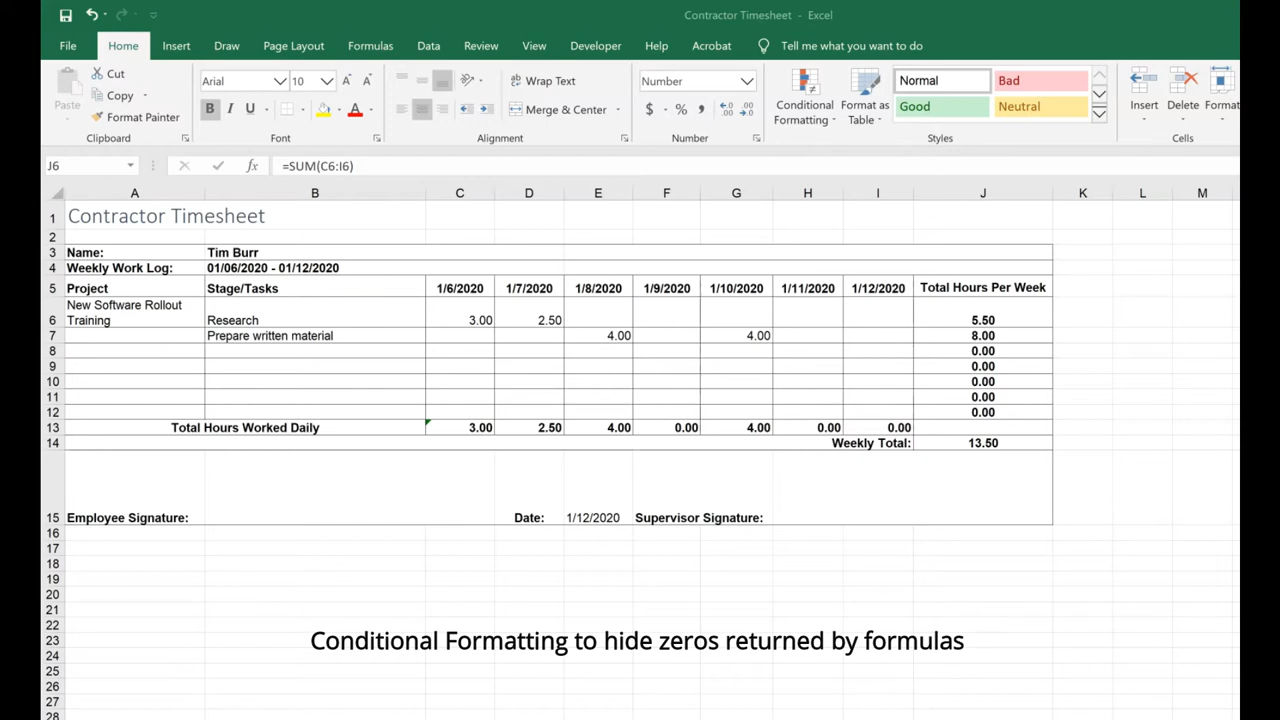 Contractor Timesheet - Excel
File Home Insert Draw Page Layout Formulas Data Review View Developer Help Acrobat Tell me what you want to do
Cut
Copy
Format Painter
Paste
Clipboard
Arial 10
B I U
Font
Wrap Text
Merge & Center
Alignment
Number
$ % ,
Number
Conditional Formatting
Format as Table
Normal Bad
Good Neutral
Styles
Insert Delete Format
Cells
J6 fx =SUM(C6:I6)
A B C D E F G H I J K L M
1 Contractor Timesheet
2
3 Name: Tim Burr
4 Weekly Work Log: 01/06/2020 - 01/12/2020
5 Project Stage/Tasks 1/6/2020 1/7/2020 1/8/2020 1/9/2020 1/10/2020 1/11/2020 1/12/2020 Total Hours Per Week
New Software Rollout
6 Training Research 3.00 2.50 5.50
7 Prepare written material 4.00 4.00 8.00
8 0.00
9 0.00
10 0.00
11 0.00
12 0.00
13 Total Hours Worked Daily 3.00 2.50 4.00 0.00 4.00 0.00 0.00
14 Weekly Total: 13.50
15 Employee Signature: Date: 1/12/2020 Supervisor Signature:
16
17
18
19
20
21
22
23
Conditional Formatting to hide zeros returned by formulas
24
25
26
27
28